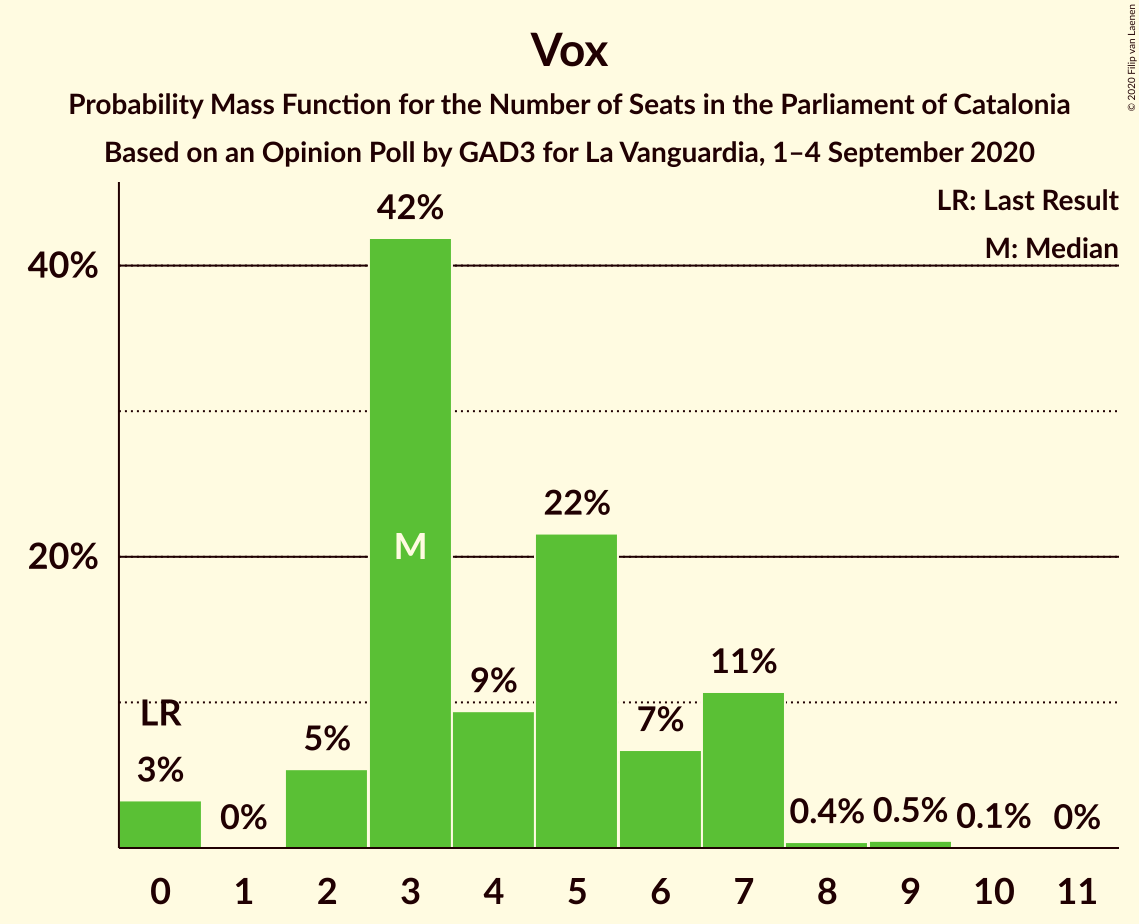 Vox
Probability Mass Function for the Number of Seats in the Parliament of Catalonia
Based on an Opinion Poll by GAD3 for La Vanguardia, 1–4 September 2020
© 2020 Filip van Laenen
LR: Last Result
M: Median
40%
20%
LR
3%
0%
5%
42%
M
9%
22%
7%
11%
0.4%
0.5%
0.1%
0%
0 1 2 3 4 5 6 7 8 9 10 11